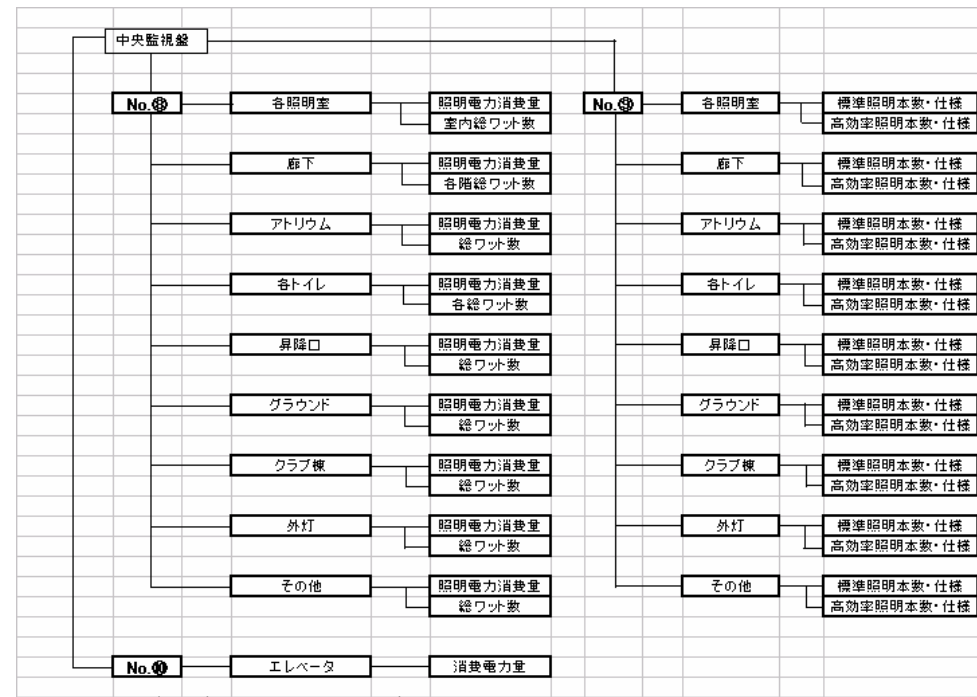 中央監視盤
No.⑧
各照明室
照明電力消費量
室内総ワット数
廊下
照明電力消費量
各階総ワット数
アトリウム
照明電力消費量
総ワット数
各トイレ
照明電力消費量
各総ワット数
昇降口
照明電力消費量
総ワット数
グラウンド
照明電力消費量
総ワット数
クラブ棟
照明電力消費量
総ワット数
外灯
照明電力消費量
総ワット数
その他
照明電力消費量
総ワット数
No.⑨
各照明室
標準照明本数・仕様
高効率照明本数・仕様
廊下
標準照明本数・仕様
高効率照明本数・仕様
アトリウム
標準照明本数・仕様
高効率照明本数・仕様
各トイレ
標準照明本数・仕様
高効率照明本数・仕様
昇降口
標準照明本数・仕様
高効率照明本数・仕様
グラウンド
標準照明本数・仕様
高効率照明本数・仕様
クラブ棟
標準照明本数・仕様
高効率照明本数・仕様
外灯
標準照明本数・仕様
高効率照明本数・仕様
その他
標準照明本数・仕様
高効率照明本数・仕様
No.⑩
エレベータ
消費電力量